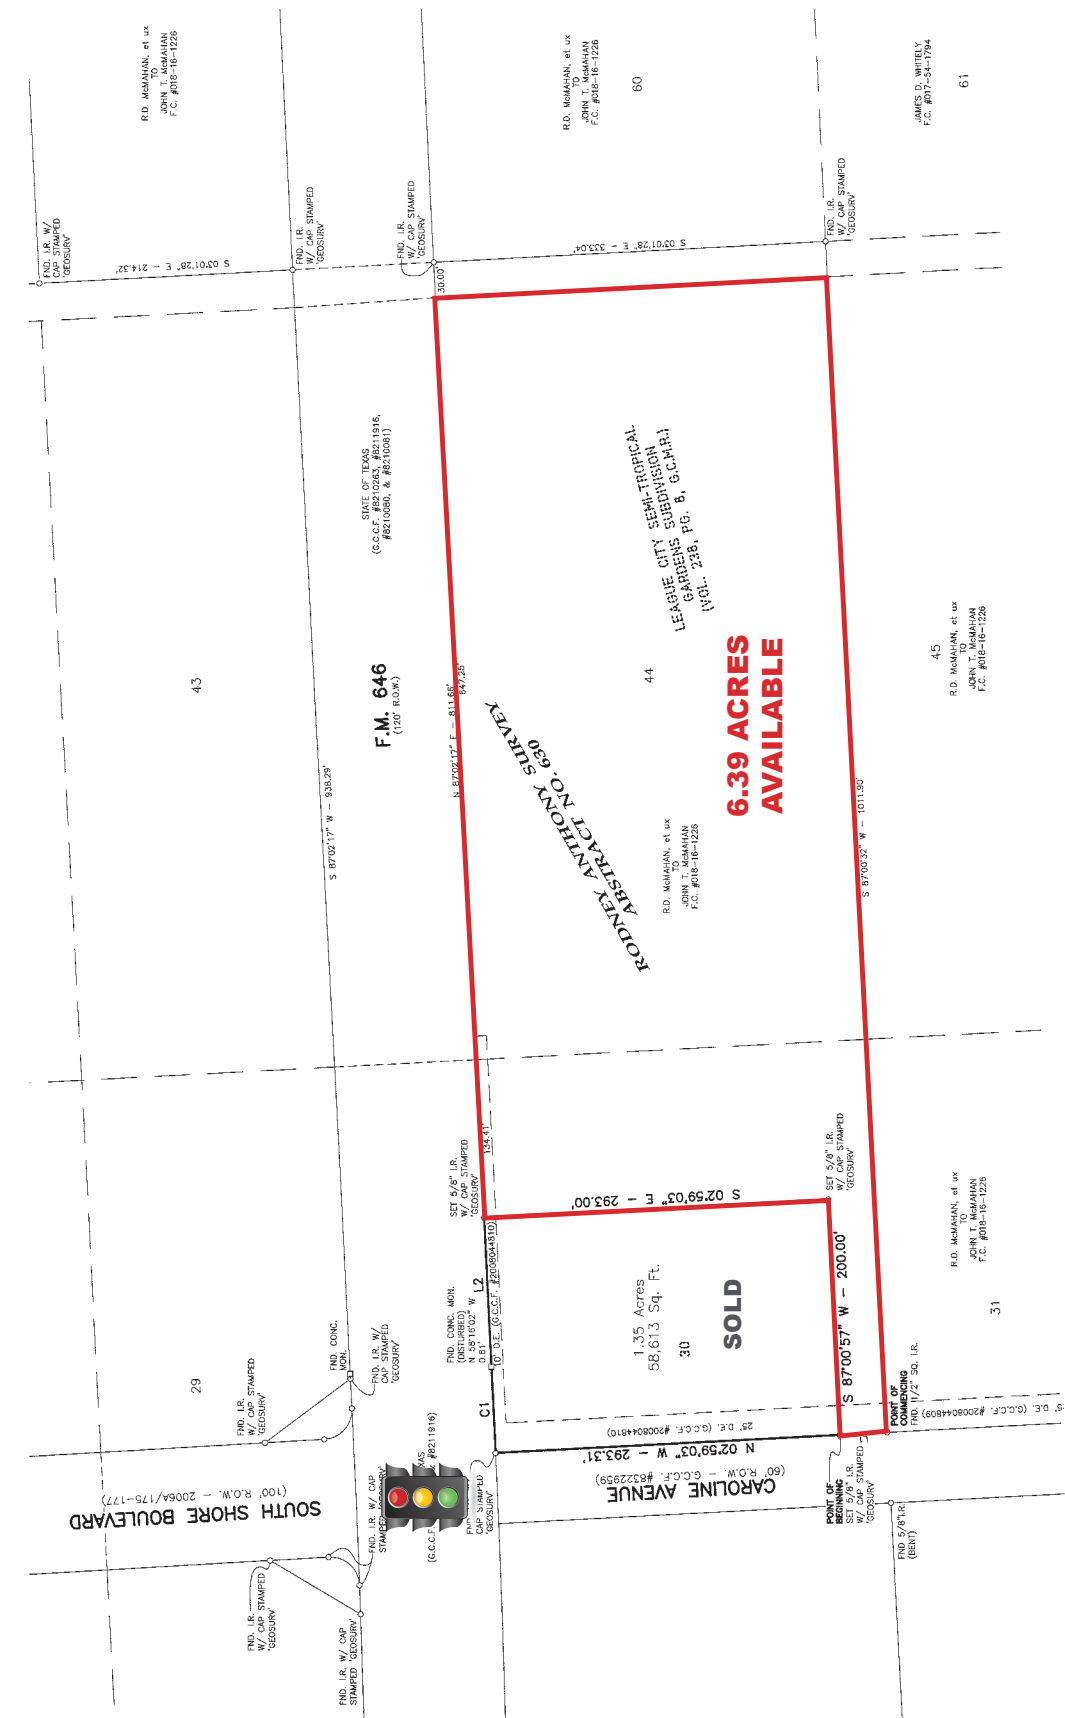 R.D. McMAHAN, et ux
TO
JOHN T. McMAHAN
F.C. #018-16-1226
R.D. McMAHAN, et ux
TO
JOHN T. McMAHAN
F.C. #018-16-1226
60
JAMES D. WHITELY
F.C. #017-54-1794
61
FND. I.R. W/
CAP STAMPED
'GEOSURV'
S 03°01'28" E - 214.32'
FND. I.R.
W/ CAP STAMPED
'GEOSURV'
FND. I.R.
W/ CAP STAMPED
'GEOSURV'
30.00'
S 03°01'28" E - 333.04'
FND. I.R.
W/ CAP STAMPED
'GEOSURV'
STATE OF TEXAS
(G.C.C.F. #8210263, #8211916,
#8210080, & #8210081)
LEAGUE CITY SEMI-TROPICAL
GARDENS SUBDIVISION
(VOL. 238, PG. 8, G.C.M.R.)
43
F.M. 646
(120' R.O.W.)
N 87°02'17" E - 811.66'
647.25'
44
45
R.D. McMAHAN, et ux
TO
JOHN T. McMAHAN
F.C. #018-16-1226
RODNEY ANTHONY SURVEY
ABSTRACT NO. 630
6.39 ACRES
AVAILABLE
S 87°02'17" W - 938.29'
R.D. McMAHAN, et ux
TO
JOHN T. McMAHAN
F.C. #018-16-1226
S 87°00'32" W - 1011.90'
134.41'
SET 5/8" I.R.
W/ CAP STAMPED
'GEOSURV'
S 02°59'03" E - 293.00'
SET 5/8" I.R.
W/ CAP STAMPED
'GEOSURV'
R.D. McMAHAN, et ux
TO
JOHN T. McMAHAN
F.C. #018-16-1226
31
FND. CONC. MON.
(DISTURBED)
N 58°16'02" W
0.81'
L2
10' D.E. (G.C.C.F. #2008044810)
1.35 Acres
58,613 Sq. Ft.
30
SOLD
S 87°00'57" W - 200.00'
FND. CONC.
MON.
FND. I.R. W/
CAP STAMPED
'GEOSURV'
29
FND. I.R.
W/ CAP STAMPED
'GEOSURV'
C1
25' D.E. (G.C.C.F. #2008044810)
POINT OF
COMMENCING
FND. 1/2" SQ. I.R.
5' D.E. (G.C.C.F. #2008044809)
N 02°59'03" W - 293.31'
(60' R.O.W. - G.C.C.F. #8322959)
CAROLINE AVENUE
(100' R.O.W. - 2006A/175-177)
SOUTH SHORE BOULEVARD
XAS
& #8211916)
(G.C.C.F.
FND. I.R. W/ CAP
STAMPED 'GEOSURV'
FND
CAP STAMPED
'GEOSURV'
POINT OF
BEGINNING
SET 5/8" I.R.
W/ CAP STAMPED
'GEOSURV'
FND 5/8" I.R.
(BENT)
FND. I.R.
W/ CAP STAMPED
'GEOSURV'
FND. I.R. W/ CAP
STAMPED 'GEOSURV'